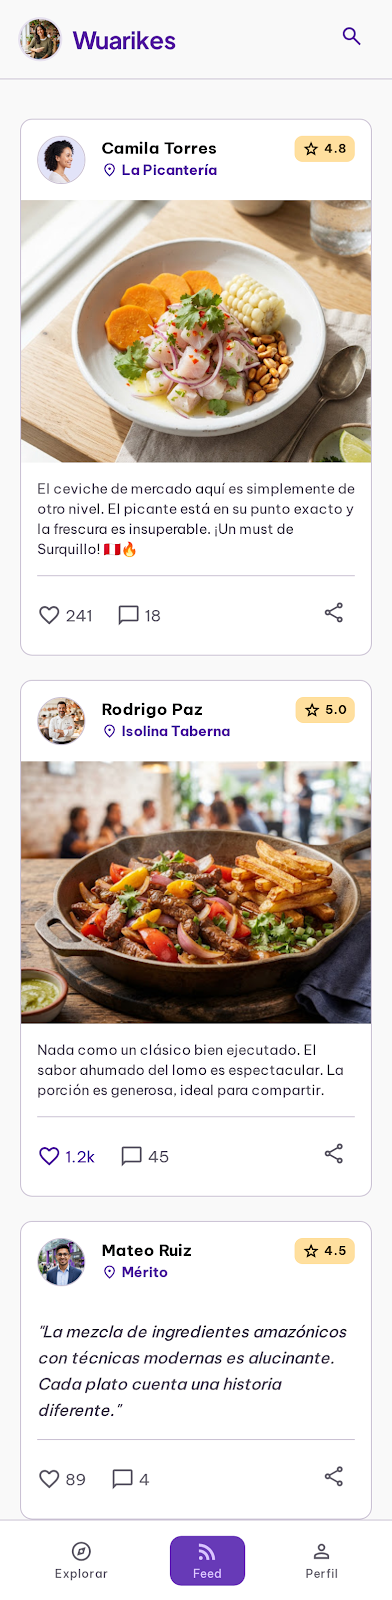 Wuarikes
Camila Torres
La Picantería
4.8
El ceviche de mercado aquí es simplemente de
otro nivel. El picante está en su punto exacto y
la frescura es insuperable. ¡Un must de
Surquillo! 🇵🇪🔥
241 18
Rodrigo Paz
Isolina Taberna
5.0
Nada como un clásico bien ejecutado. El
sabor ahumado del lomo es espectacular. La
porción es generosa, ideal para compartir.
1.2k 45
Mateo Ruiz
Mérito
4.5
"La mezcla de ingredientes amazónicos
con técnicas modernas es alucinante.
Cada plato cuenta una historia
diferente."
89 4
Explorar Feed Perfil